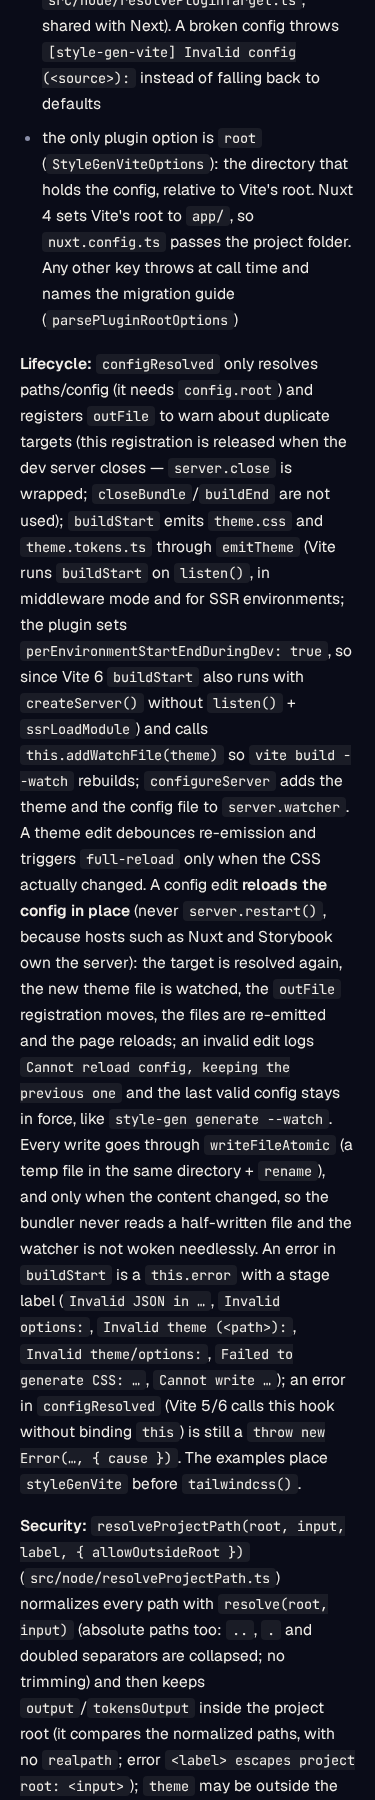 src/node/resolvePluginTarget.ts,
shared with Next). A broken config throws
[style-gen-vite] Invalid config
(<source>): instead of falling back to
defaults
• the only plugin option is root
(StyleGenViteOptions): the directory that
holds the config, relative to Vite's root. Nuxt
4 sets Vite's root to app/, so
nuxt.config.ts passes the project folder.
Any other key throws at call time and
names the migration guide
(parsePluginRootOptions)
Lifecycle: configResolved only resolves
paths/config (it needs config.root) and
registers outFile to warn about duplicate
targets (this registration is released when the
dev server closes — server.close is
wrapped; closeBundle/buildEnd are not
used); buildStart emits theme.css and
theme.tokens.ts through emitTheme (Vite
runs buildStart on listen(), in
middleware mode and for SSR environments;
the plugin sets
perEnvironmentStartEndDuringDev: true, so
since Vite 6 buildStart also runs with
createServer() without listen() +
ssrLoadModule) and calls
this.addWatchFile(theme) so vite build -
-watch rebuilds; configureServer adds the
theme and the config file to server.watcher.
A theme edit debounces re-emission and
triggers full-reload only when the CSS
actually changed. A config edit reloads the
config in place (never server.restart(),
because hosts such as Nuxt and Storybook
own the server): the target is resolved again,
the new theme file is watched, the outFile
registration moves, the files are re-emitted
and the page reloads; an invalid edit logs
Cannot reload config, keeping the
previous one and the last valid config stays
in force, like style-gen generate --watch.
Every write goes through writeFileAtomic (a
temp file in the same directory + rename),
and only when the content changed, so the
bundler never reads a half-written file and the
watcher is not woken needlessly. An error in
buildStart is a this.error with a stage
label (Invalid JSON in …, Invalid
options:, Invalid theme (<path>):,
Invalid theme/options:, Failed to
generate CSS: …, Cannot write …); an error
in configResolved (Vite 5/6 calls this hook
without binding this) is still a throw new
Error(…, { cause }). The examples place
styleGenVite before tailwindcss().
Security: resolveProjectPath(root, input,
label, { allowOutsideRoot })
(src/node/resolveProjectPath.ts)
normalizes every path with resolve(root,
input) (absolute paths too: .., . and
doubled separators are collapsed; no
trimming) and then keeps
output/tokensOutput inside the project
root (it compares the normalized paths, with
no realpath; error <label> escapes project
root: <input>); theme may be outside the